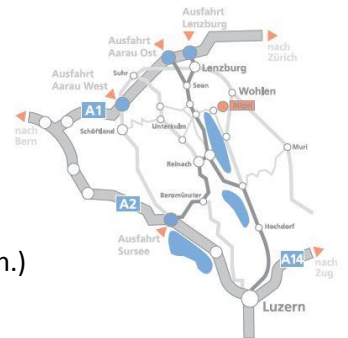 Ausfahrt
Lenzburg
Ausfahrt
Aarau Ost
nach
Zürich
Ausfahrt
Aarau West
Suhr
Lenzburg
Seon
Wohlen
A1
nach
Bern
Schöftland
Unterkulm
Muri
Reinach
Beromünster
A2
Ausfahrt
Sursee
Hochdorf
A14
nach
Zug
Luzern
n.)